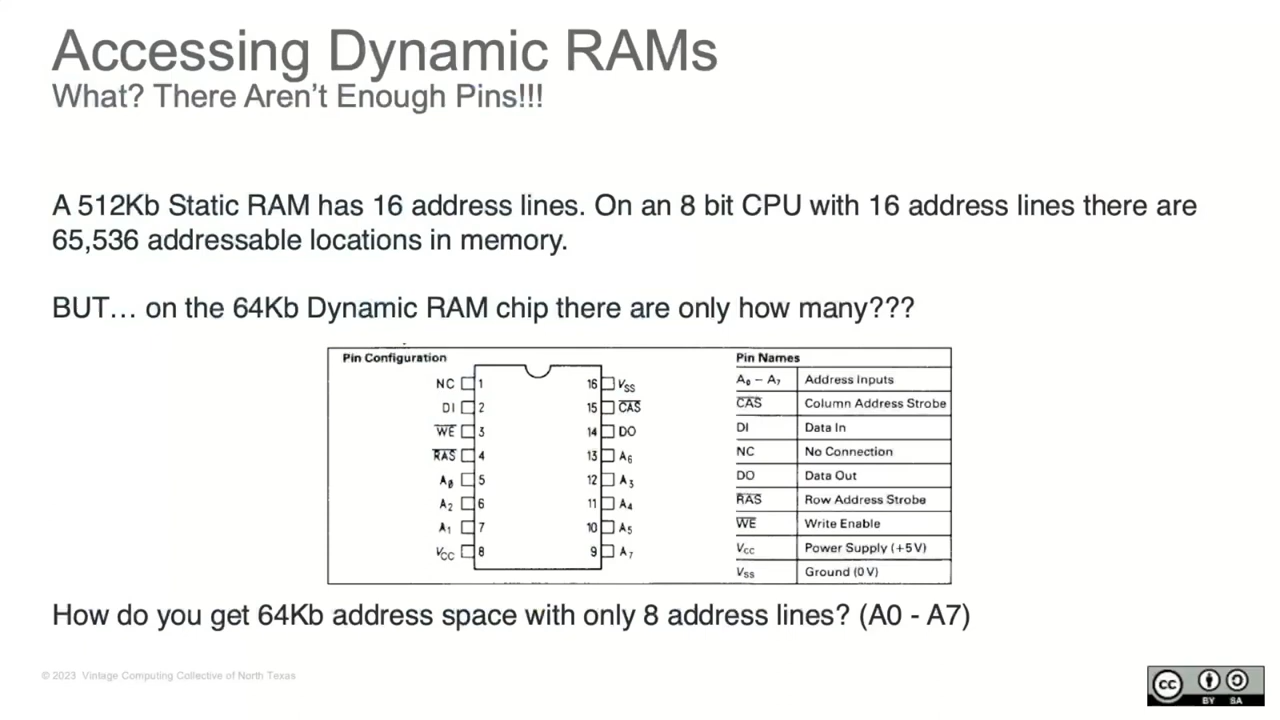 Accessing Dynamic RAMs
What? There Aren't Enough Pins!!!
A 512Kb Static RAM has 16 address lines. On an 8 bit CPU with 16 address lines there are
65,536 addressable locations in memory.
BUT… on the 64Kb Dynamic RAM chip there are only how many???
Pin Configuration
NC 1 16 VSS
DI 2 15 CAS
WE 3 14 DO
RAS 4 13 A6
A0 5 12 A3
A2 6 11 A4
A1 7 10 A5
VCC 8 9 A7
Pin Names
A0 – A7 Address Inputs
CAS Column Address Strobe
DI Data In
NC No Connection
DO Data Out
RAS Row Address Strobe
WE Write Enable
VCC Power Supply (+5V)
VSS Ground (0V)
How do you get 64Kb address space with only 8 address lines? (A0 - A7)
© 2023 Vintage Computing Collective of North Texas
CC BY SA